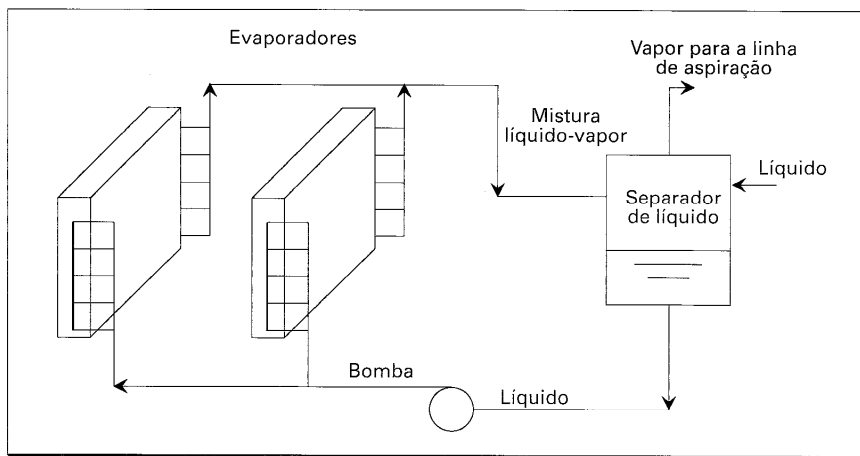 Evaporadores
Vapor para a linha
de aspiração
Mistura
líquido-vapor
Líquido
Separador
de líquido
Bomba
Líquido